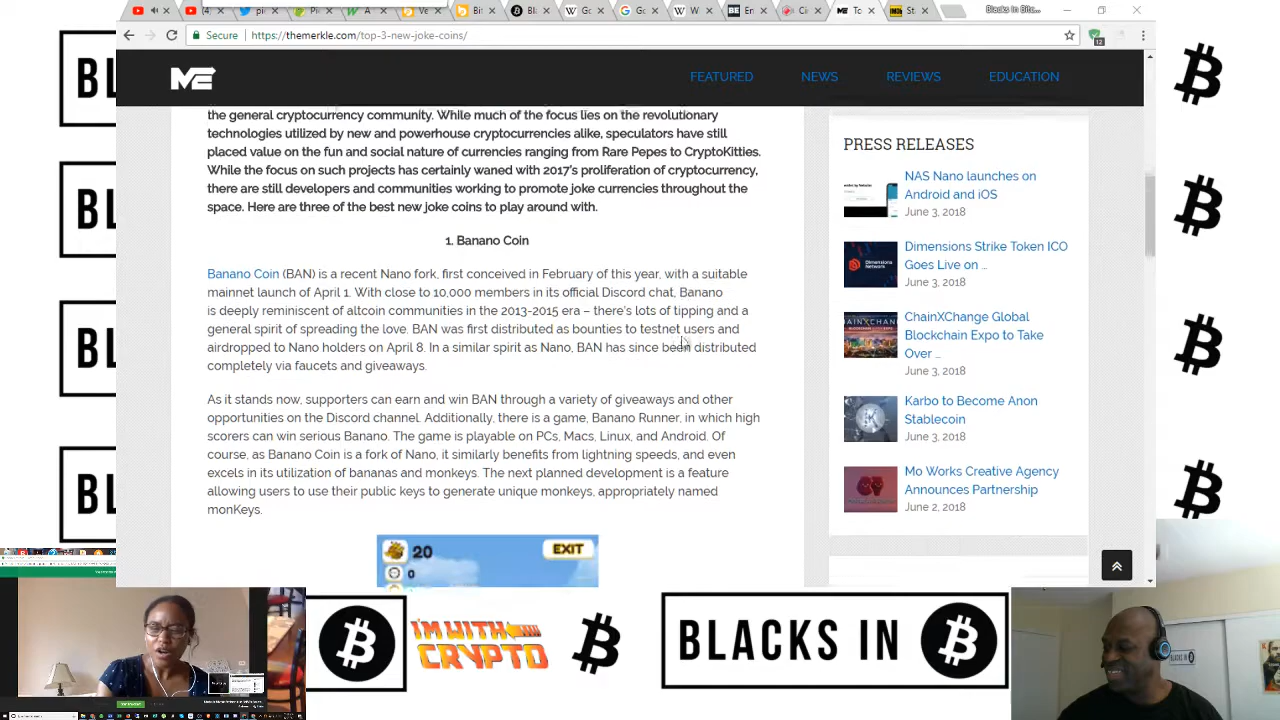 Ve
Pic
A
Bit
Bla
Go
W
En
Cr
To
St
Blacks In Bitc...
Secure
https://themerkle.com/top-3-new-joke-coins/
12
ME
FEATURED
NEWS
REVIEWS
EDUCATION
the general cryptocurrency community. While much of the focus lies on the revolutionary
technologies utilized by new and powerhouse cryptocurrencies alike, speculators have still
placed value on the fun and social nature of currencies ranging from Rare Pepes to CryptoKitties.
While the focus on such projects has certainly waned with 2017's proliferation of cryptocurrency,
there are still developers and communities working to promote joke currencies throughout the
space. Here are three of the best new joke coins to play around with.
1. Banano Coin
Banano Coin (BAN) is a recent Nano fork, first conceived in February of this year, with a suitable
mainnet launch of April 1. With close to 10,000 members in its official Discord chat, Banano
is deeply reminiscent of altcoin communities in the 2013-2015 era – there's lots of tipping and a
general spirit of spreading the love. BAN was first distributed as bounties to testnet users and
airdropped to Nano holders on April 8. In a similar spirit as Nano, BAN has since been distributed
completely via faucets and giveaways.
As it stands now, supporters can earn and win BAN through a variety of giveaways and other
opportunities on the Discord channel. Additionally, there is a game, Banano Runner, in which high
scorers can win serious Banano. The game is playable on PCs, Macs, Linux, and Android. Of
course, as Banano Coin is a fork of Nano, it similarly benefits from lightning speeds, and even
excels in its utilization of bananas and monkeys. The next planned development is a feature
allowing users to use their public keys to generate unique monkeys, appropriately named
monKeys.
20
EXIT
0
PRESS RELEASES
NAS Nano launches on
Android and iOS
June 3, 2018
Dimensions Strike Token ICO
Goes Live on ...
June 3, 2018
ChainXChange Global
Blockchain Expo to Take
Over ...
June 3, 2018
Karbo to Become Anon
Stablecoin
June 3, 2018
Mo Works Creative Agency
Announces Partnership
June 2, 2018
BL
BL
BL
BL
I'M WITH
CRYPTO
BLACKS IN